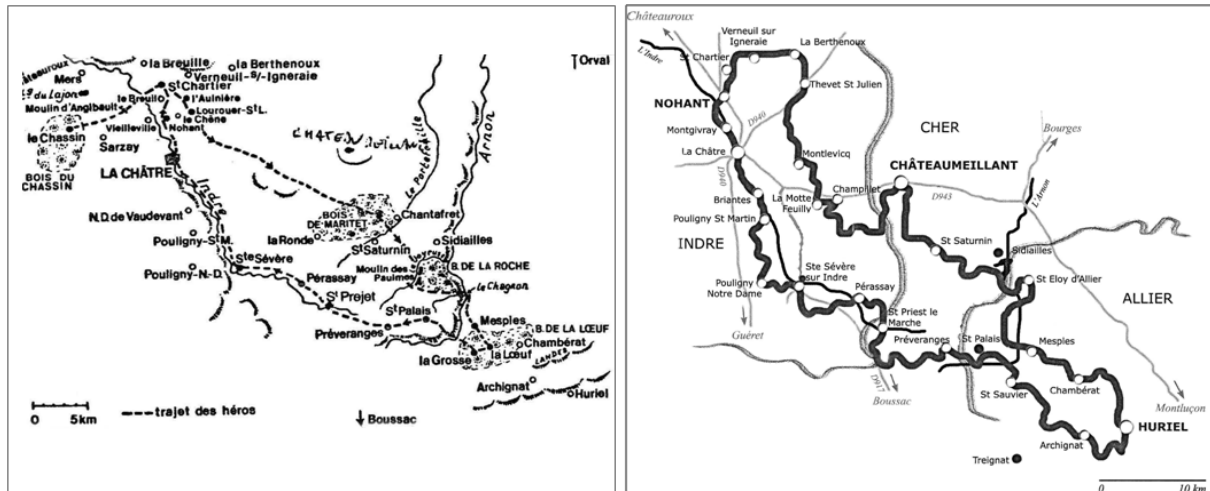 Orval
la Breuille
la Berthenoux
Châteauroux
Mers
Verneuil-s/-Igneraie
St Chartier
du Lajon
Moulin d'Angibault
le Breuil
l'Aunière
Lourouer-St L.
le Chêne
le Chassin
Vieilleville
Nohant
Sarzay
BOIS DU
CHASSIN
LA CHÂTRE
Indre
Le Portefeuille
Arnon
N.D. de Vaudevant
BOIS
DE MARITET
Chantafret
la Ronde
Pouligny-S M.
St Saturnin
Sidiailles
Ste Sévère
Pouligny-N-D.
Pérassay
Moulin des
Paulmes
B. DE LA ROCHE
St Prejet
St Palais
Mesples
B. DE LA LŒUF
Préveranges
Chambérat
la Grosse
la Lœuf
LANDES
Archignat
Huriel
0 5km
trajet des héros
Boussac
Châteauroux
Verneuil sur
Igneraie
La Berthenoux
L'Indre
St Chartier
Thevet St Julien
NOHANT
D940
CHER
Bourges
Montgivray
La Châtre
Montlevicq
CHÂTEAUMEILLANT
L'Arnon
D940
Champillet
D943
Briantes
La Motte
Feuilly
Pouligny St Martin
St Saturnin
Sidiailles
INDRE
Ste Sévère
sur Indre
St Eloy d'Allier
Pouligny
Notre Dame
Pérassay
ALLIER
St Priest le
Marche
Guéret
Préveranges
St Palais
Mesples
D917
Chambérat
Boussac
St Sauvier
Montluçon
HURIEL
Archignat
Treignat
0 10 km